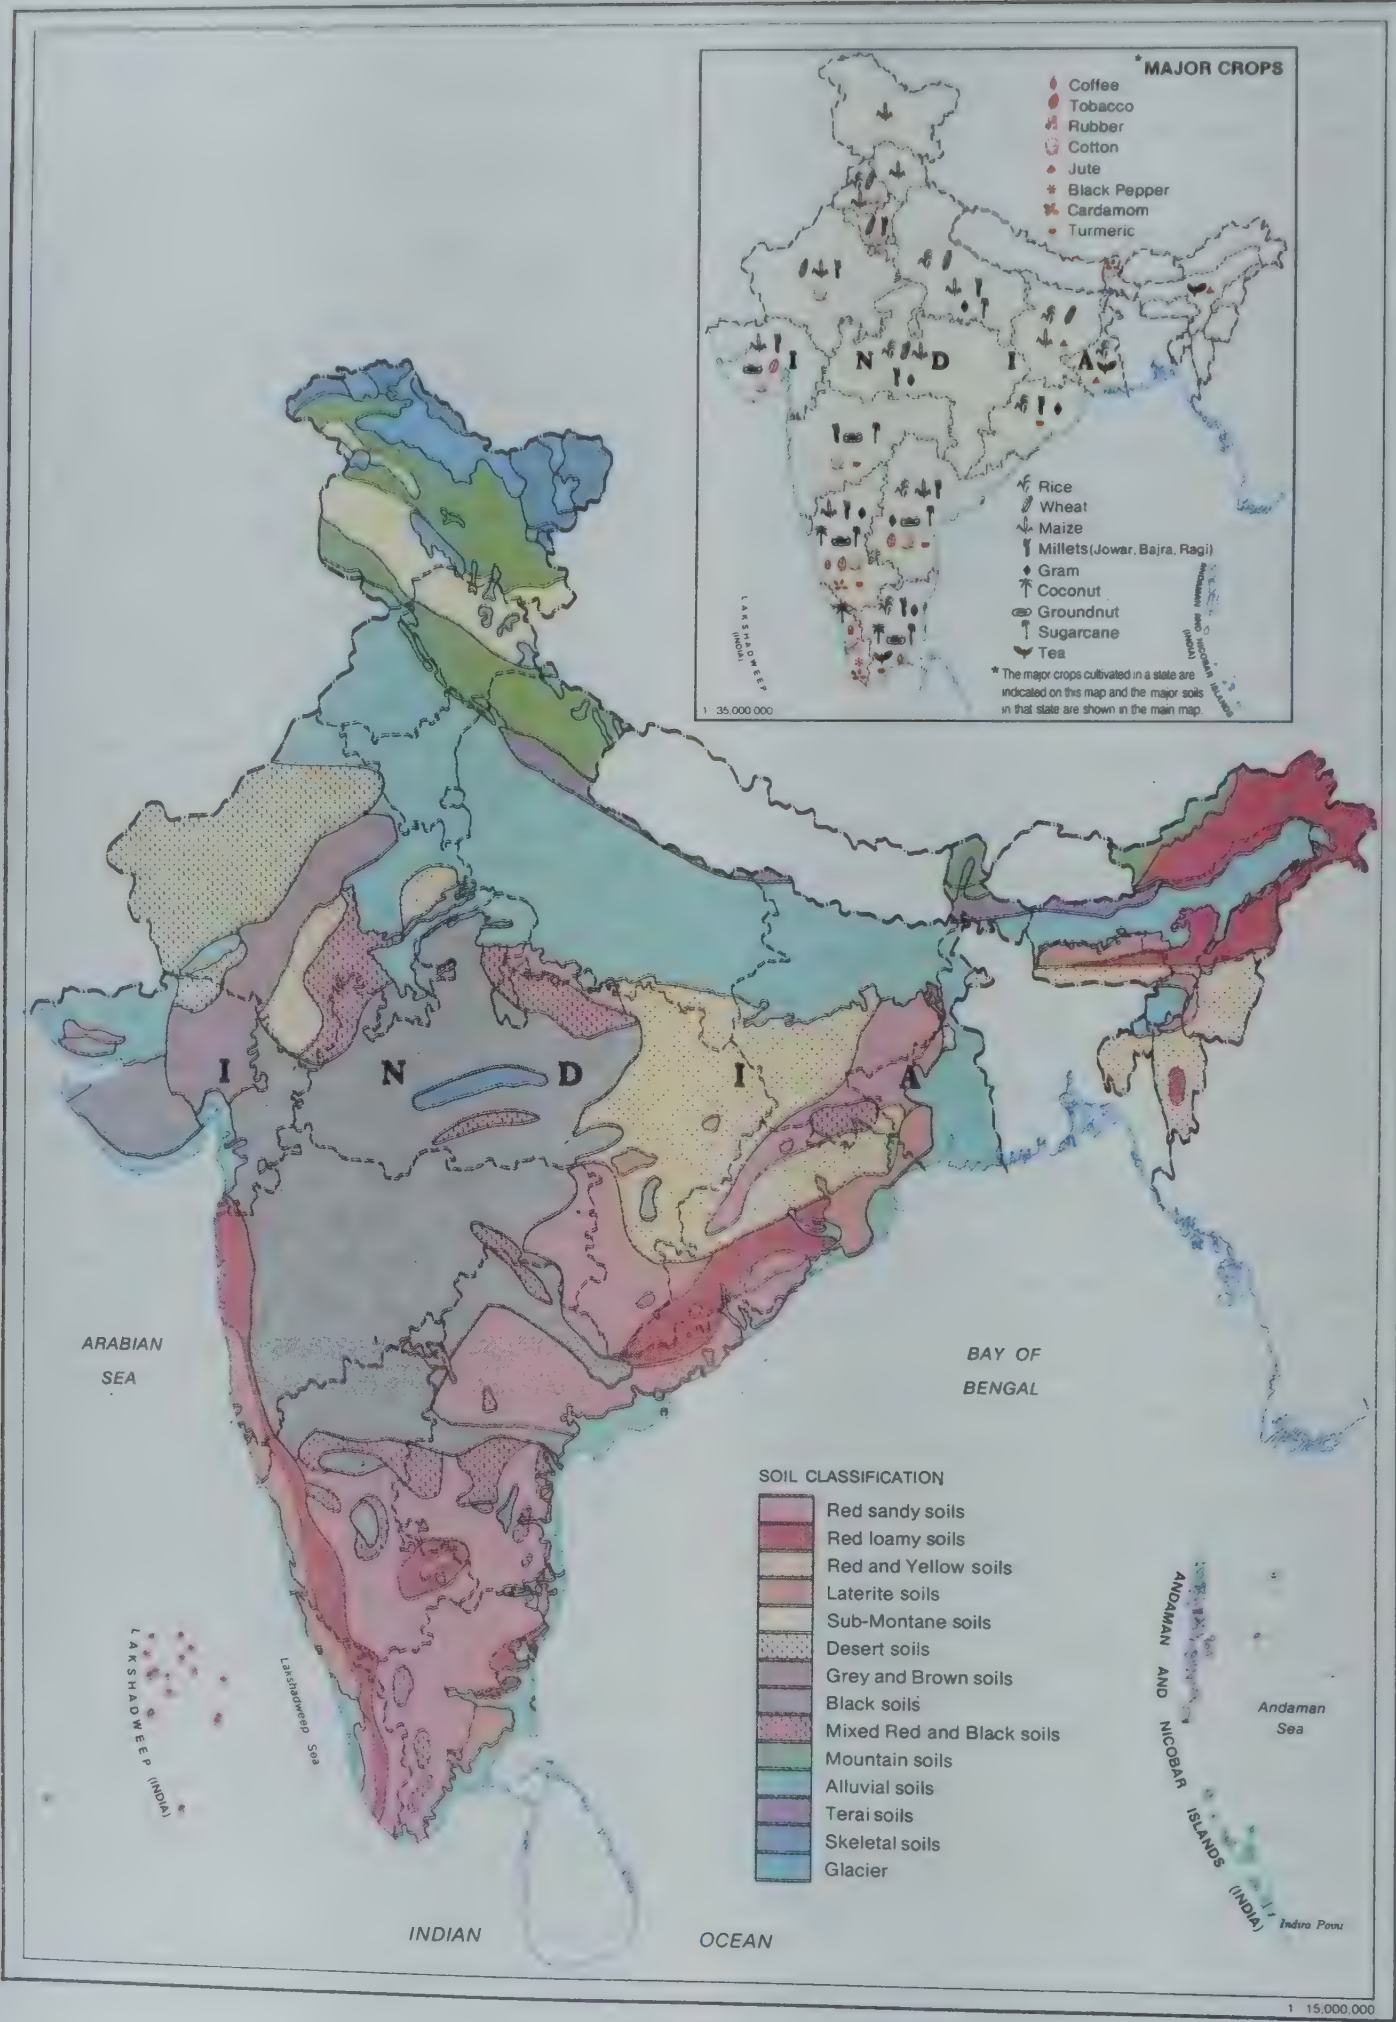 *MAJOR CROPS
Coffee
Tobacco
Rubber
Cotton
Jute
Black Pepper
Cardamom
Turmeric
I N D I A
Rice
Wheat
Maize
Millets (Jowar, Bajra, Ragi)
Gram
Coconut
Groundnut
Sugarcane
Tea
* The major crops cultivated in a state are
indicated on this map and the major soils
in that state are shown in the main map.
LAKSHADWEEP
(INDIA)
ANDAMAN AND NICOBAR ISLANDS
(INDIA)
1 35,000,000
I N D I A
ARABIAN
SEA
BAY OF
BENGAL
SOIL CLASSIFICATION
Red sandy soils
Red loamy soils
Red and Yellow soils
Laterite soils
Sub-Montane soils
Desert soils
Grey and Brown soils
Black soils
Mixed Red and Black soils
Mountain soils
Alluvial soils
Terai soils
Skeletal soils
Glacier
LAKSHADWEEP (INDIA)
Lakshadweep Sea
ANDAMAN AND NICOBAR ISLANDS (INDIA)
Andaman
Sea
Indira Point
INDIAN OCEAN
1 15,000,000